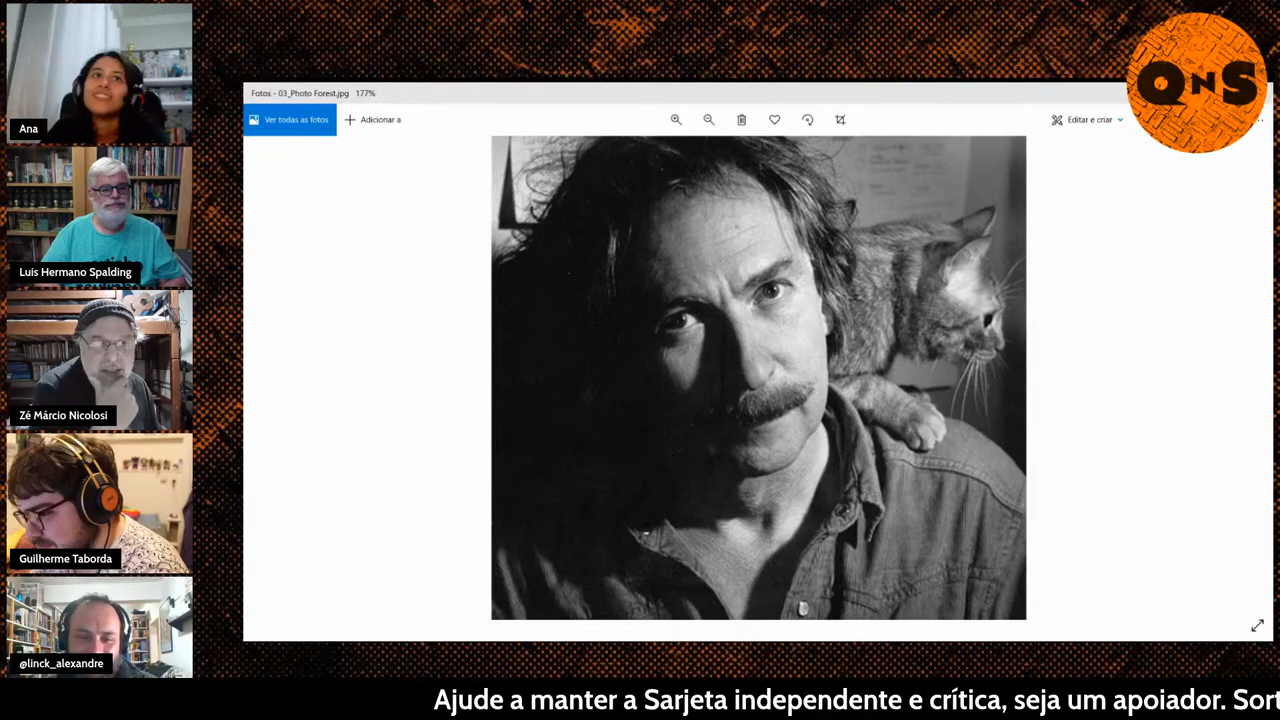 Ana
Luis Hermano Spalding
Zé Márcio Nicolosi
Guilherme Taborda
@linck_alexandre
Fotos - 03_Photo Forest.jpg 177%
Ver todas as fotos
Adicionar a
Editar e criar
QNS
Ajude a manter a Sarjeta independente e crítica, seja um apoiador. Sort